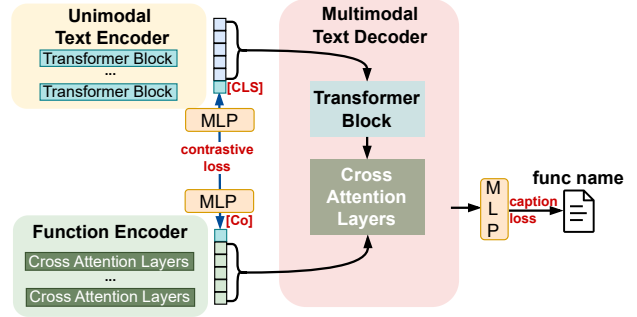 Unimodal
Text Encoder
Transformer Block
...
Transformer Block
[CLS]
MLP
contrastive
loss
MLP
[Co]
Function Encoder
Cross Attention Layers
...
Cross Attention Layers
Multimodal
Text Decoder
Transformer
Block
Cross
Attention
Layers
M
L
P
caption
loss
func name